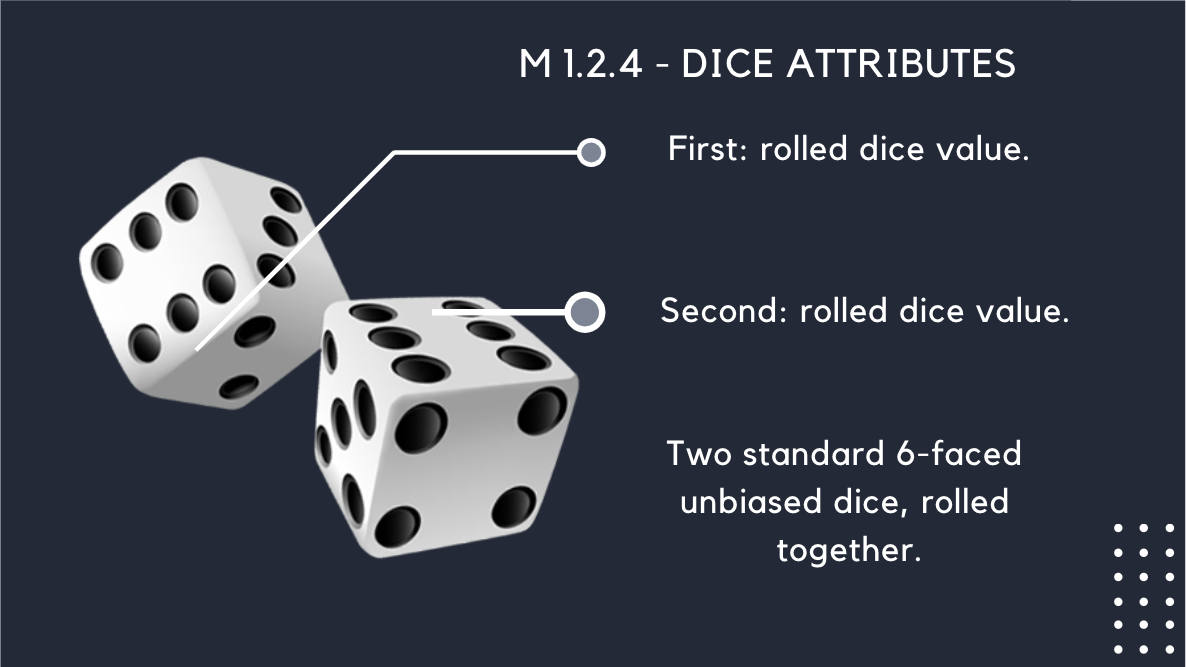 M 1.2.4 - DICE ATTRIBUTES
First: rolled dice value.
Second: rolled dice value.
Two standard 6-faced
unbiased dice, rolled
together.